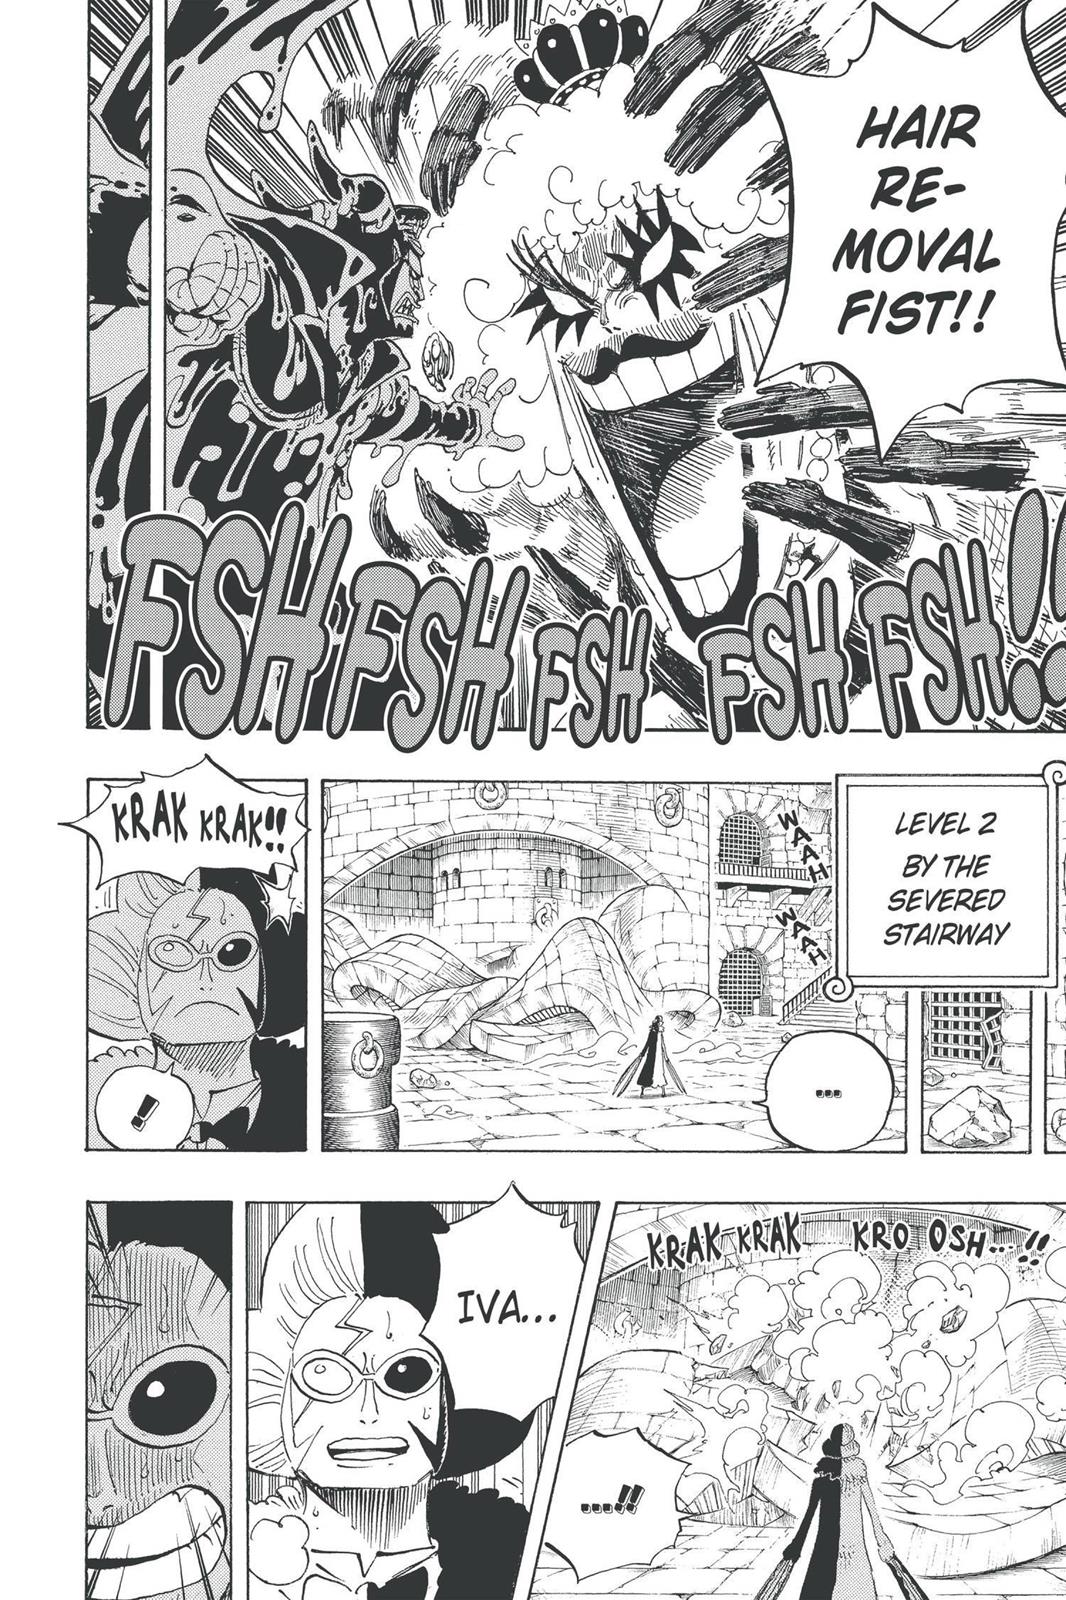 HAIR
RE-
MOVAL
FIST!!
FSH FSH FSH FSH FSH!!
LEVEL 2
BY THE
SEVERED
STAIRWAY
WAAH
WAAH
...
KRAK KRAK!!
!!
KRAK KRAK KRO OSH...!!
...!!
IVA...